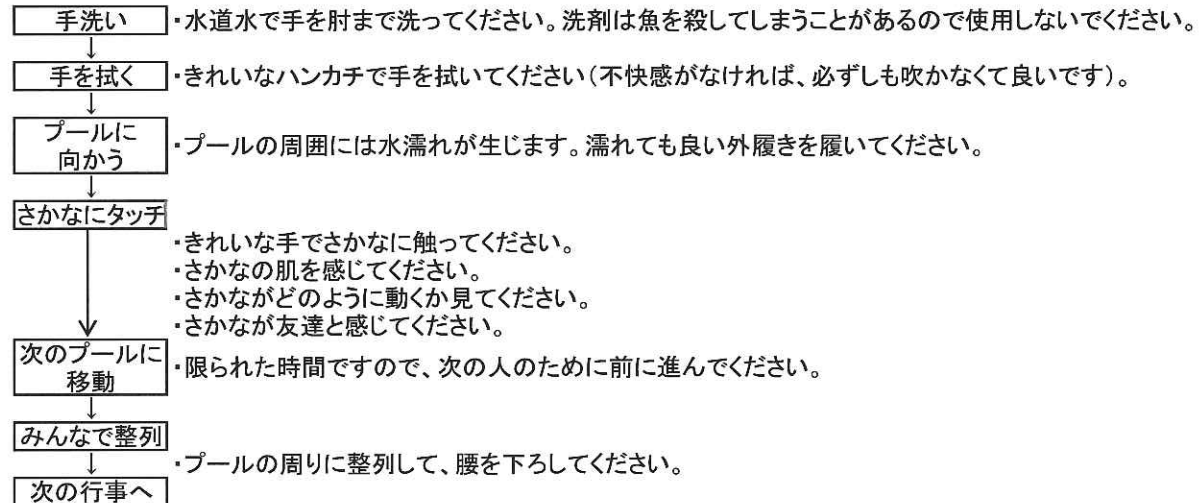 手洗い ・水道水で手を肘まで洗ってください。洗剤は魚を殺してしまうことがあるので使用しないでください。
↓
手を拭く ・きれいなハンカチで手を拭いてください(不快感がなければ、必ずしも吹かなくて良いです)。
↓
プールに
向かう ・プールの周囲には水濡れが生じます。濡れても良い外履きを履いてください。
↓
さかなにタッチ
・きれいな手でさかなに触ってください。
・さかなの肌を感じてください。
・さかながどのように動くか見てください。
・さかなが友達と感じてください。
次のプールに
移動 ・限られた時間ですので、次の人のために前に進んでください。
↓
みんなで整列
↓ ・プールの周りに整列して、腰を下ろしてください。
次の行事へ